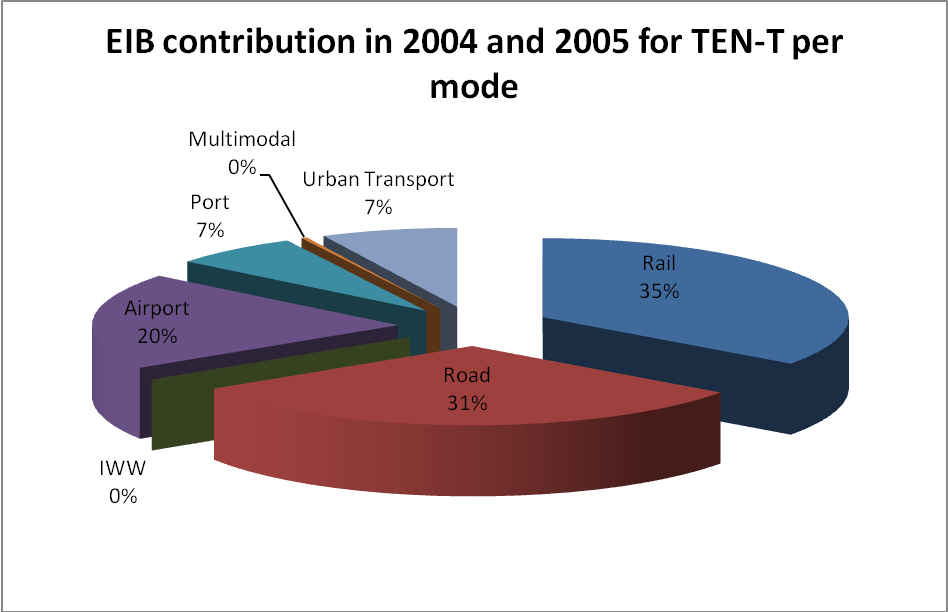 EIB contribution in 2004 and 2005 for TEN-T per
mode
Multimodal
0%
Urban Transport
7%
Port
7%
Rail
35%
Airport
20%
Road
31%
IWW
0%